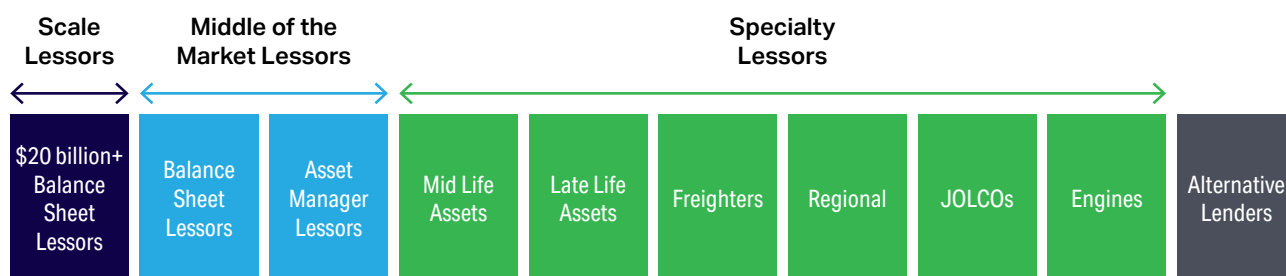 Scale
Lessors
Middle of the
Market Lessors
Specialty
Lessors
$20 billion+
Balance
Sheet
Lessors
Balance
Sheet
Lessors
Asset
Manager
Lessors
Mid Life
Assets
Late Life
Assets
Freighters
Regional
JOLCOs
Engines
Alternative
Lenders